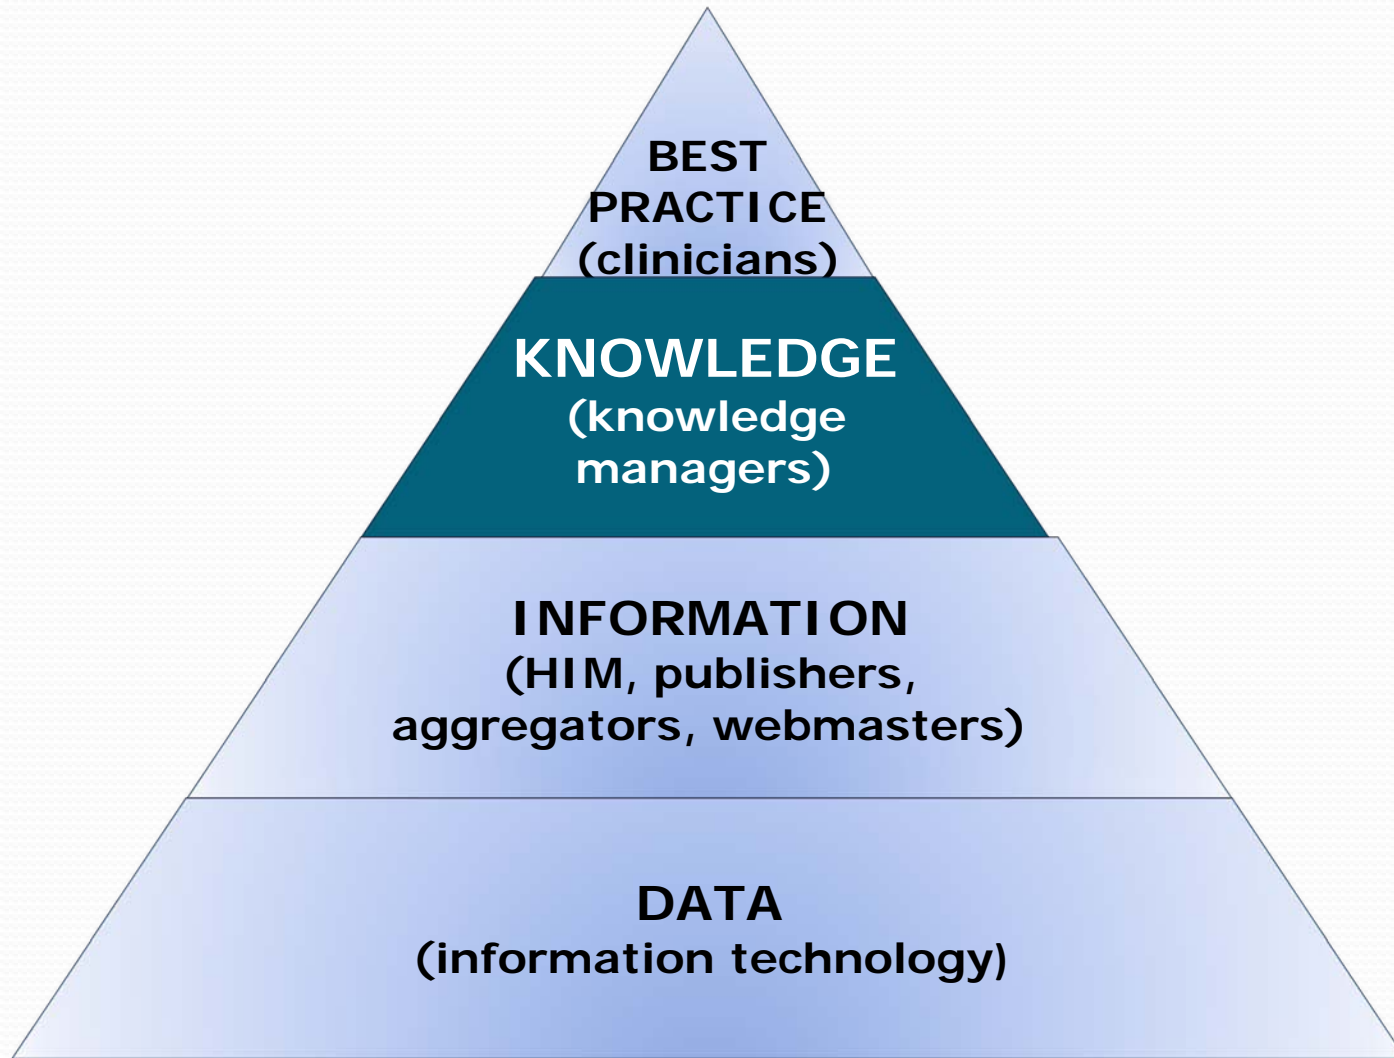 BEST
PRACTICE
(clinicians)
KNOWLEDGE
(knowledge
managers)
INFORMATION
(HIM, publishers,
aggregators, webmasters)
DATA
(information technology)